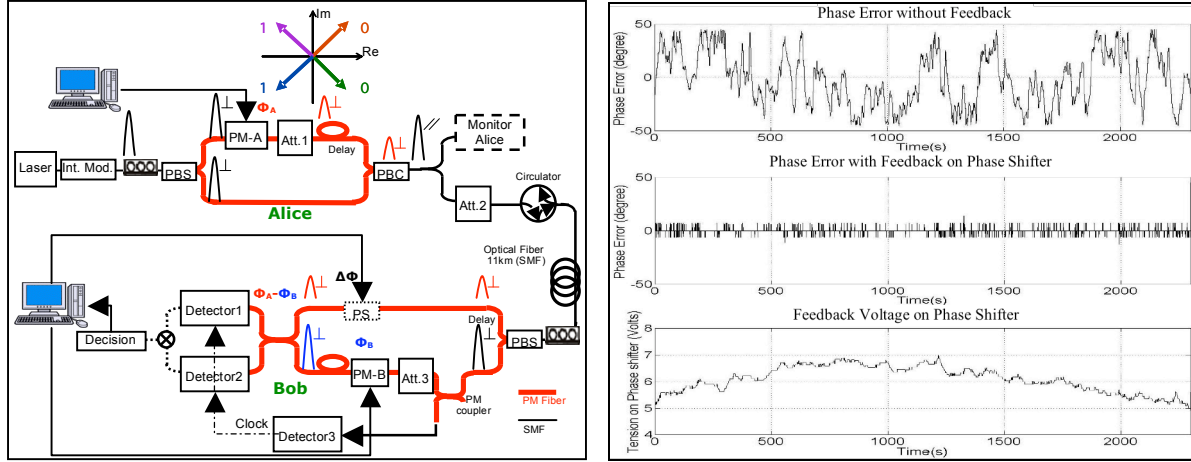 Im
1
0
Re
1
0
Φ_A
⊥
⊥
PM-A
Att.1
Delay
⊥
⊥
//
Monitor
Alice
Laser
Int. Mod.
PBS
⊥
PBC
Alice
Att.2
Circulator
Optical Fiber
11km (SMF)
ΔΦ
Φ_A-Φ_B
⊥
⊥
Detector1
PS
Delay
Decision
⊥
Φ_B
⊥
PBS
Detector2
Bob
PM-B
Att.3
PM
coupler
PM Fiber
SMF
Clock
Detector3
Phase Error without Feedback
Phase Error (degree)
50
0
-50
0
500
1000
1500
2000
Time(s)
Phase Error with Feedback on Phase Shifter
Phase Error (degree)
50
0
-50
0
500
1000
1500
2000
Time(s)
Feedback Voltage on Phase Shifter
Tension on Phase shifter (Volts)
8
7
6
5
4
0
500
1000
1500
2000
Time(s)